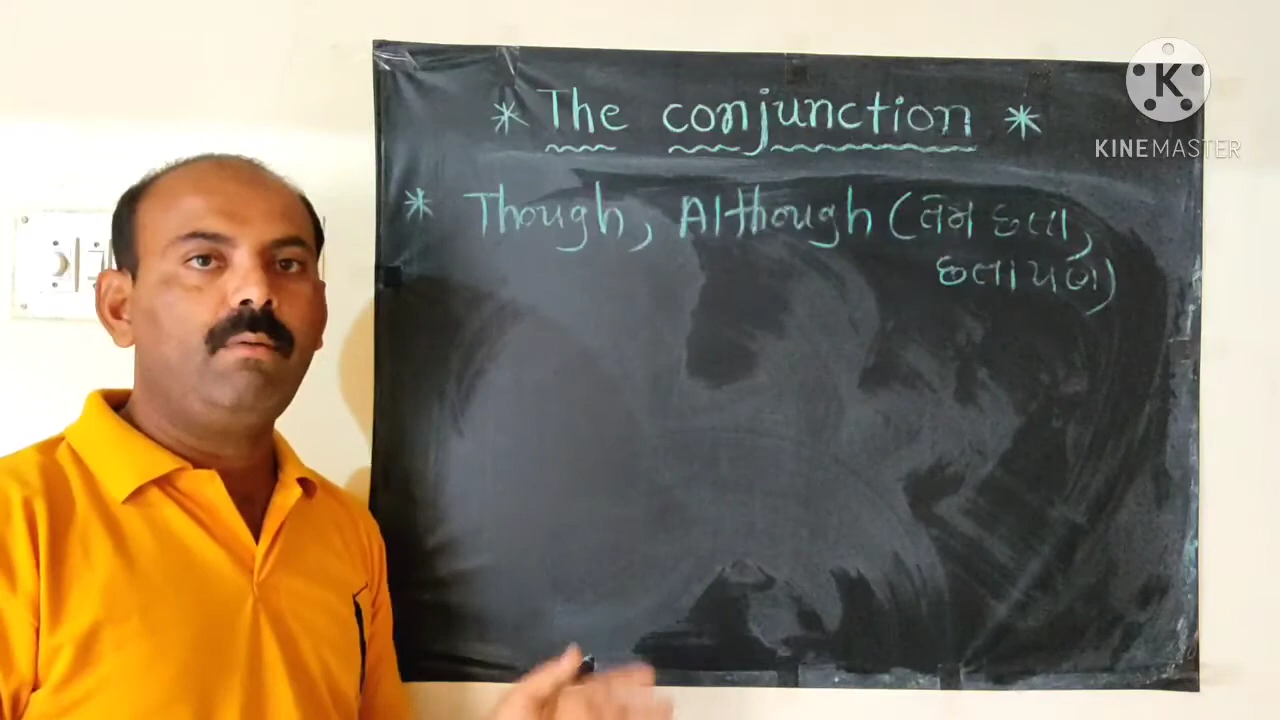 * The conjunction *
* Though, Although (તેમ છતા,
છતા પણ)
K
KINEMASTER